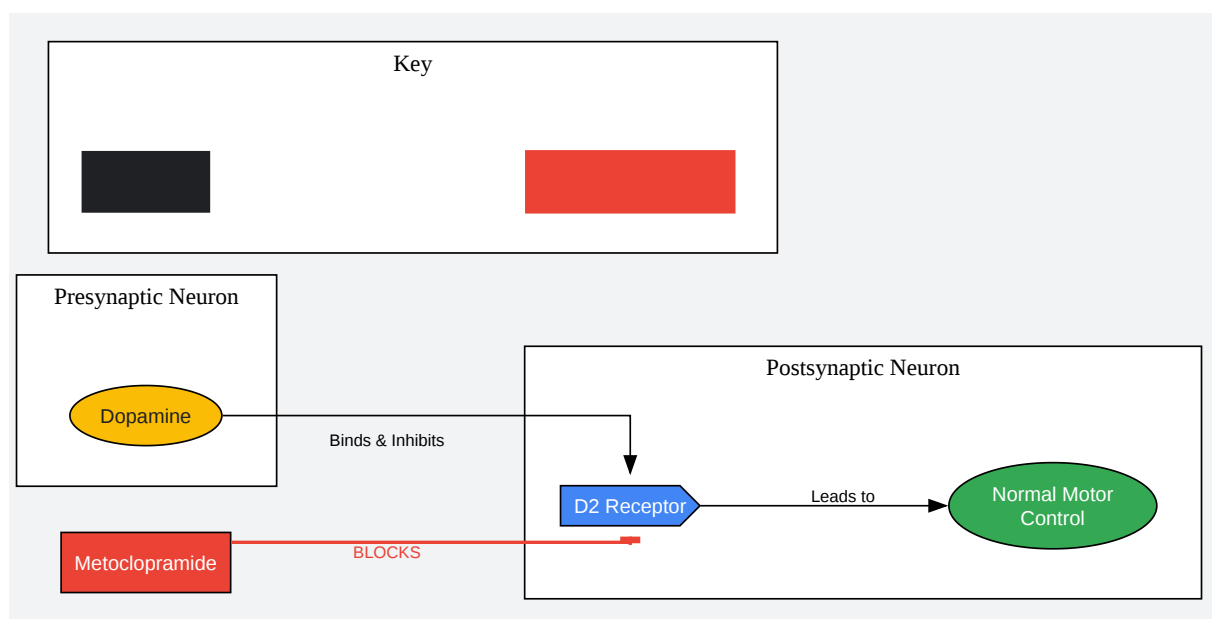 Key
Presynaptic Neuron
Postsynaptic Neuron
Dopamine
Binds & Inhibits
D2 Receptor
Leads to
Normal Motor
Control
Metoclopramide
BLOCKS